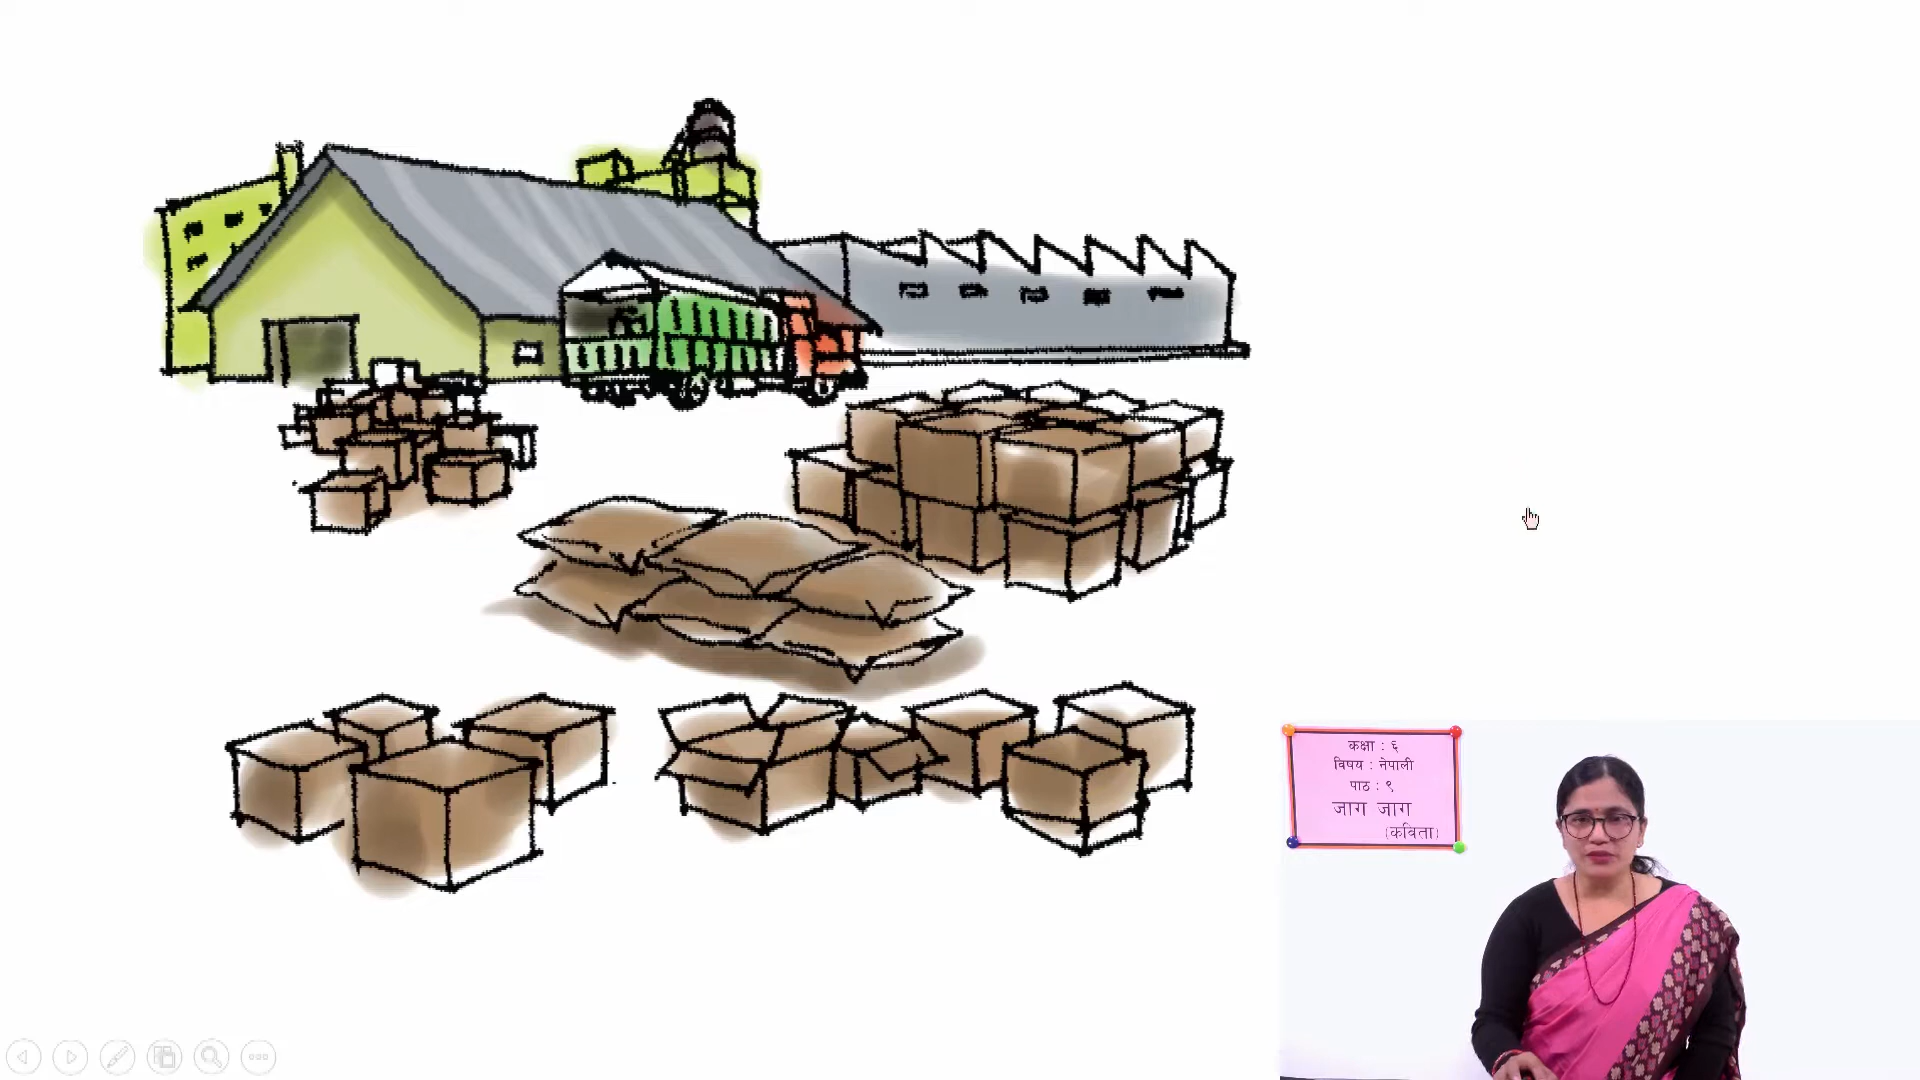 कक्षा : ६
विषय : नेपाली
पाठ : ९
जाग जाग
(कविता)